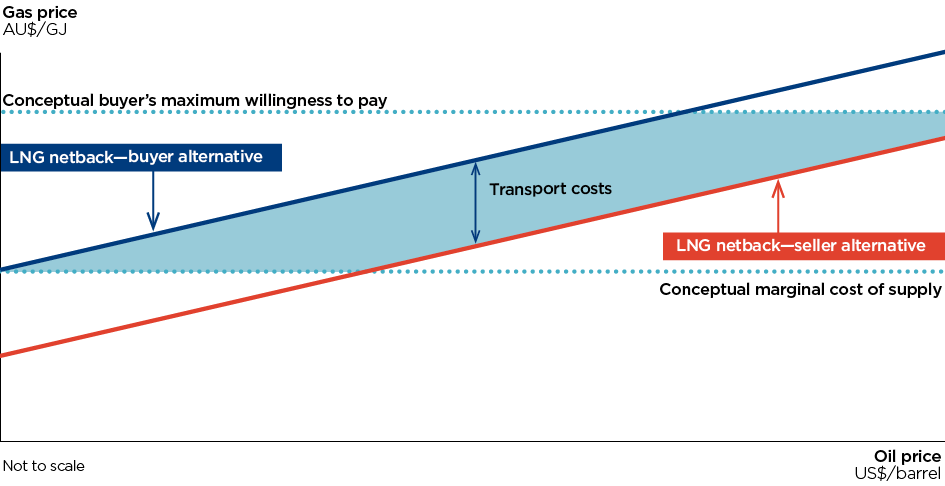 Gas price
AU$/GJ
Conceptual buyer’s maximum willingness to pay
LNG netback—buyer alternative
Transport costs
LNG netback—seller alternative
Conceptual marginal cost of supply
Not to scale
Oil price
US$/barrel